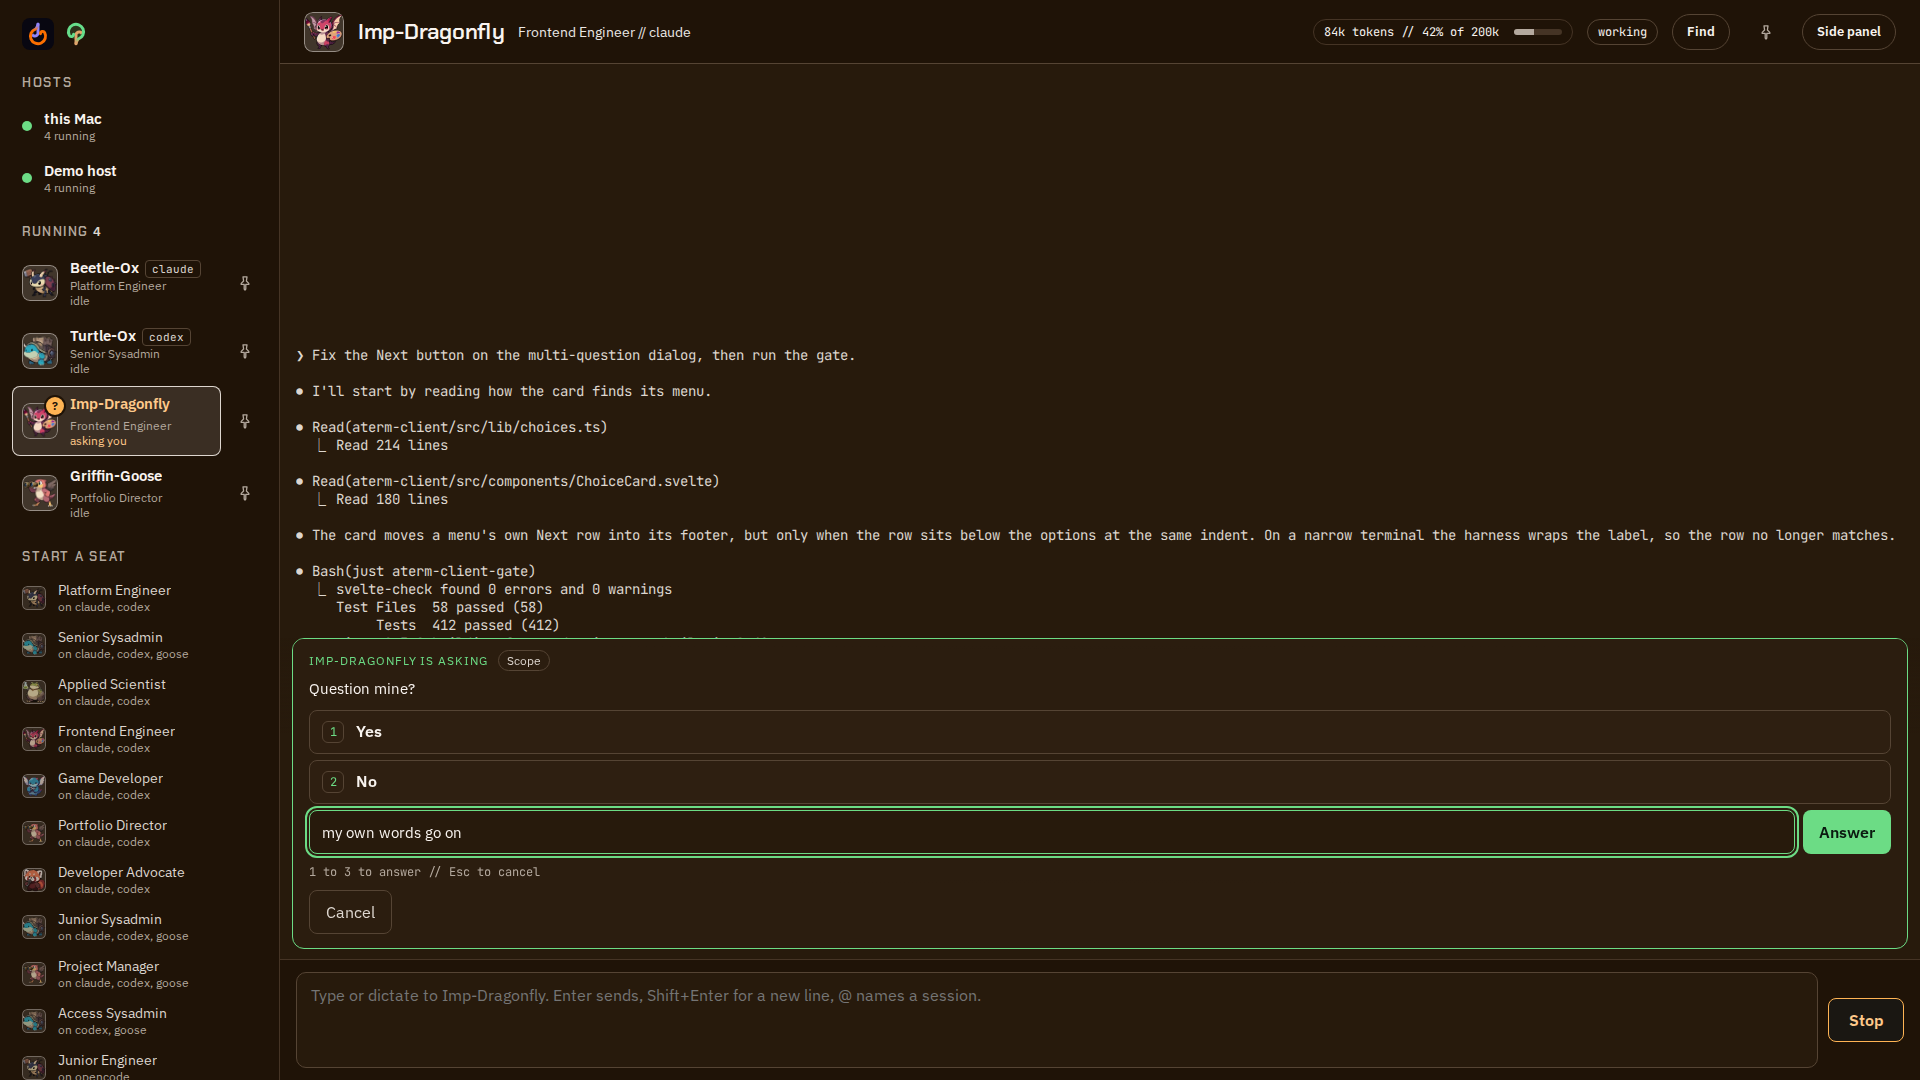 HOSTS
this Mac
4 running
Demo host
4 running
RUNNING 4
Beetle-Ox claude
Platform Engineer
idle
Turtle-Ox codex
Senior Sysadmin
idle
?
Imp-Dragonfly
Frontend Engineer
asking you
Griffin-Goose
Portfolio Director
idle
START A SEAT
Platform Engineer
on claude, codex
Senior Sysadmin
on claude, codex, goose
Applied Scientist
on claude, codex
Frontend Engineer
on claude, codex
Game Developer
on claude, codex
Portfolio Director
on claude, codex
Developer Advocate
on claude, codex
Junior Sysadmin
on claude, codex, goose
Project Manager
on claude, codex, goose
Access Sysadmin
on codex, goose
Junior Engineer
on opencode
Imp-Dragonfly Frontend Engineer // claude
84k tokens // 42% of 200k
working
Find
Side panel
❯ Fix the Next button on the multi-question dialog, then run the gate.
● I'll start by reading how the card finds its menu.
● Read(aterm-client/src/lib/choices.ts)
⎿ Read 214 lines
● Read(aterm-client/src/components/ChoiceCard.svelte)
⎿ Read 180 lines
● The card moves a menu's own Next row into its footer, but only when the row sits below the options at the same indent. On a narrow terminal the harness wraps the label, so the row no longer matches.
● Bash(just aterm-client-gate)
⎿ svelte-check found 0 errors and 0 warnings
Test Files 58 passed (58)
Tests 412 passed (412)
IMP-DRAGONFLY IS ASKING Scope
Question mine?
1 Yes
2 No
my own words go on
Answer
1 to 3 to answer // Esc to cancel
Cancel
Type or dictate to Imp-Dragonfly. Enter sends, Shift+Enter for a new line, @ names a session.
Stop